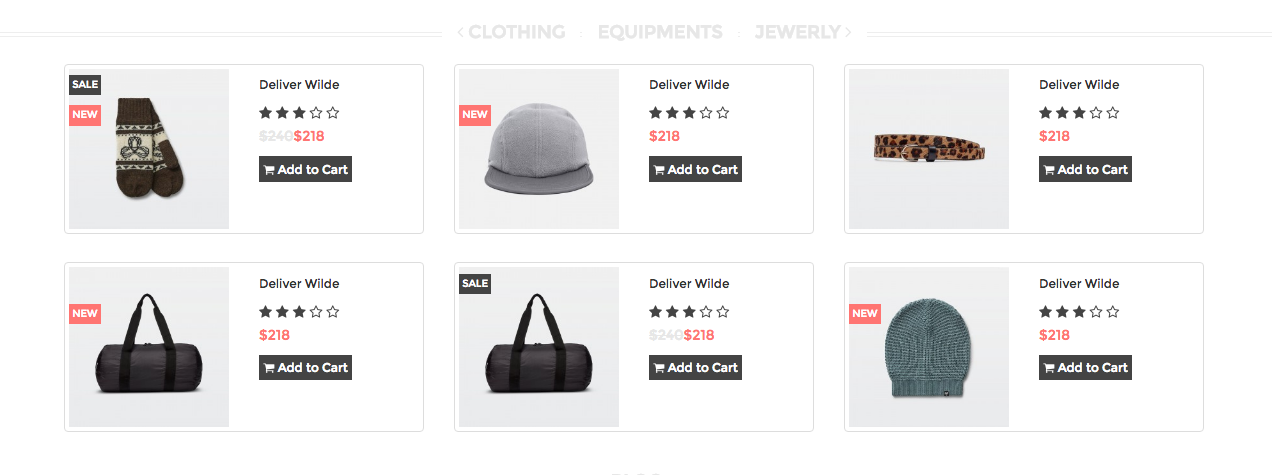 CLOTHING : EQUIPMENTS : JEWERLY
SALE
NEW
Deliver Wilde
$240$218
Add to Cart
NEW
Deliver Wilde
$218
Add to Cart
Deliver Wilde
$218
Add to Cart
NEW
Deliver Wilde
$218
Add to Cart
SALE
Deliver Wilde
$240$218
Add to Cart
NEW
Deliver Wilde
$218
Add to Cart